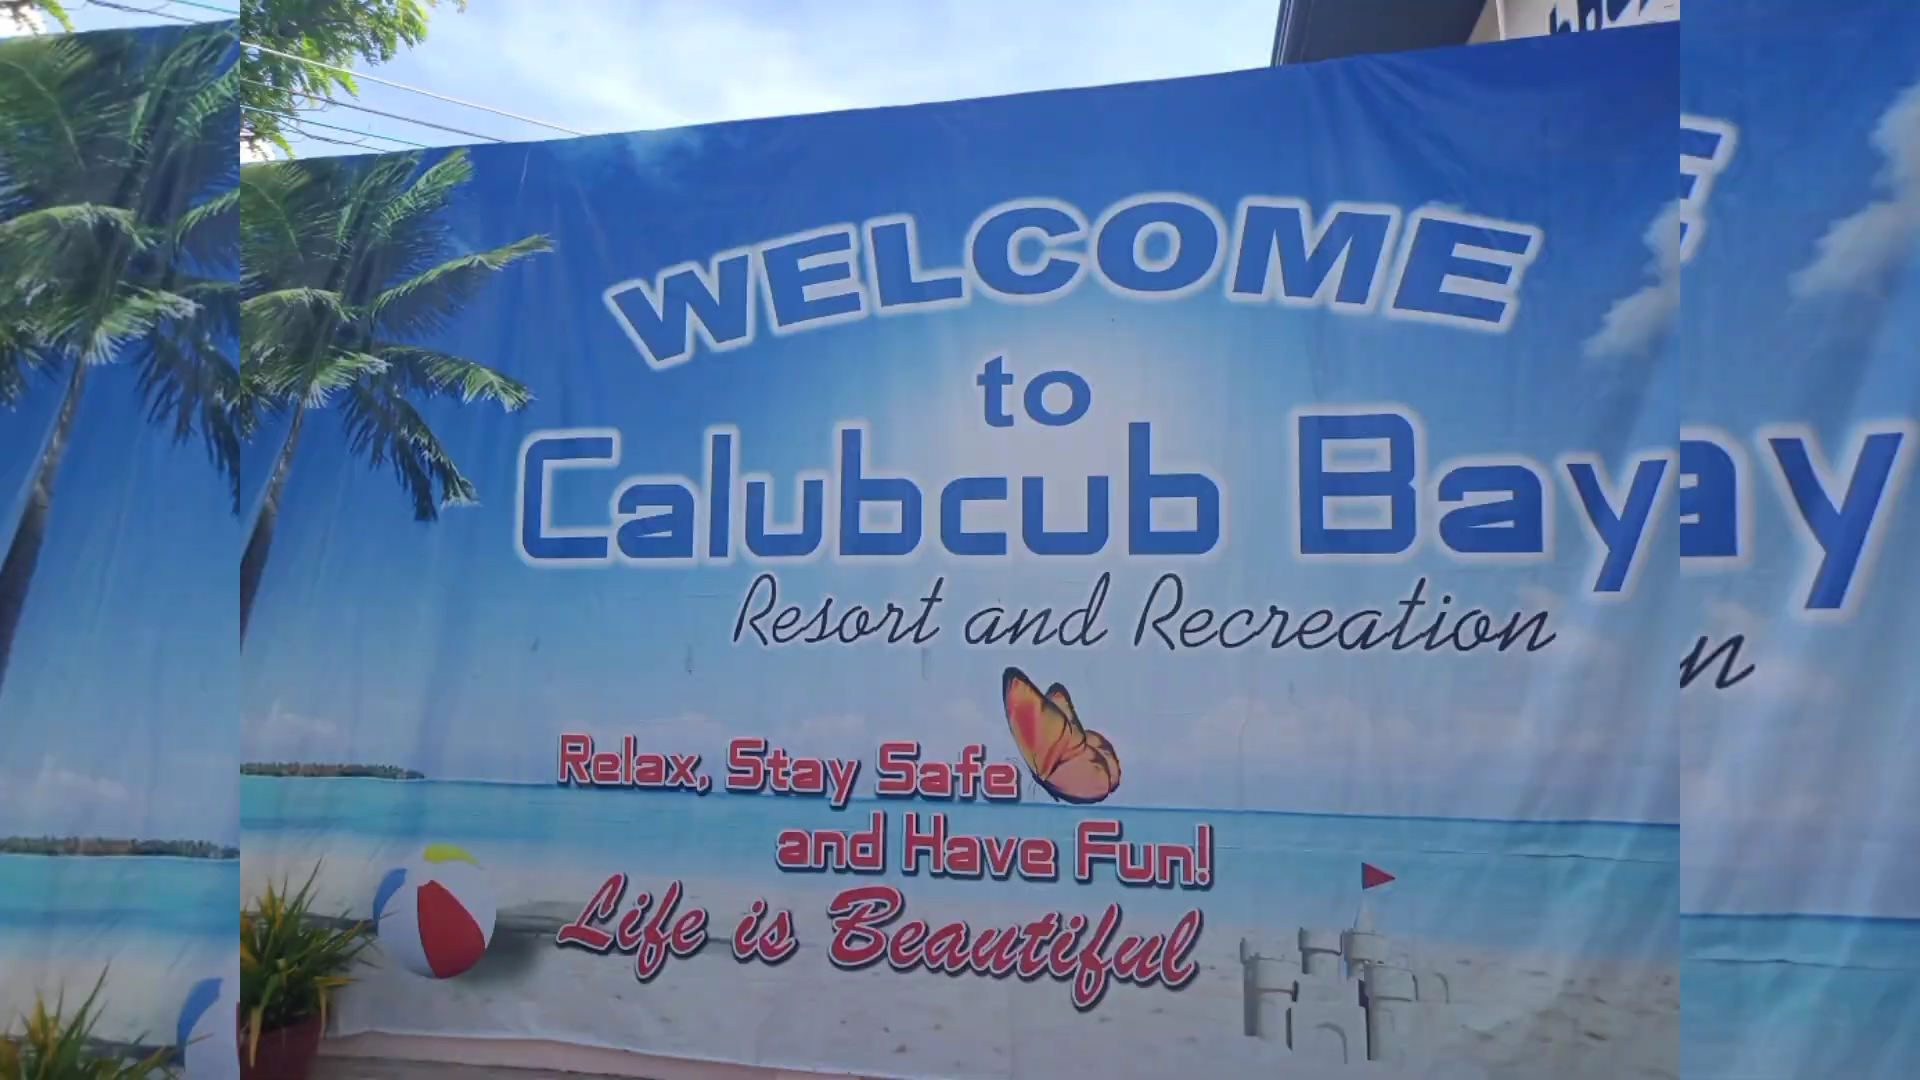 WELCOME
to
Calubcub Bay
Resort and Recreation
Relax, Stay Safe
and Have Fun!
Life is Beautiful